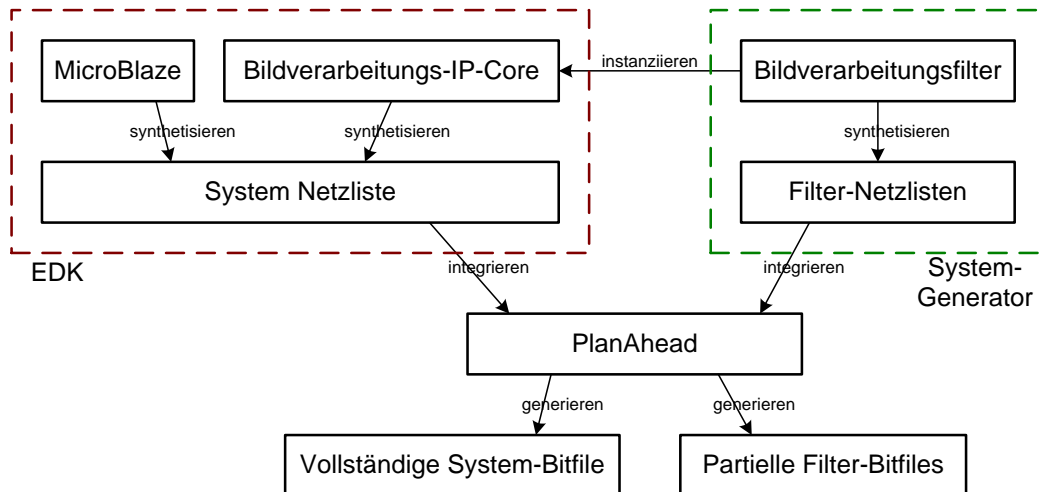 MicroBlaze
Bildverarbeitungs-IP-Core
instanziieren
Bildverarbeitungsfilter
synthetisieren
synthetisieren
synthetisieren
System Netzliste
Filter-Netzlisten
EDK
integrieren
integrieren
System-
Generator
PlanAhead
generieren
generieren
Vollständige System-Bitfile
Partielle Filter-Bitfiles